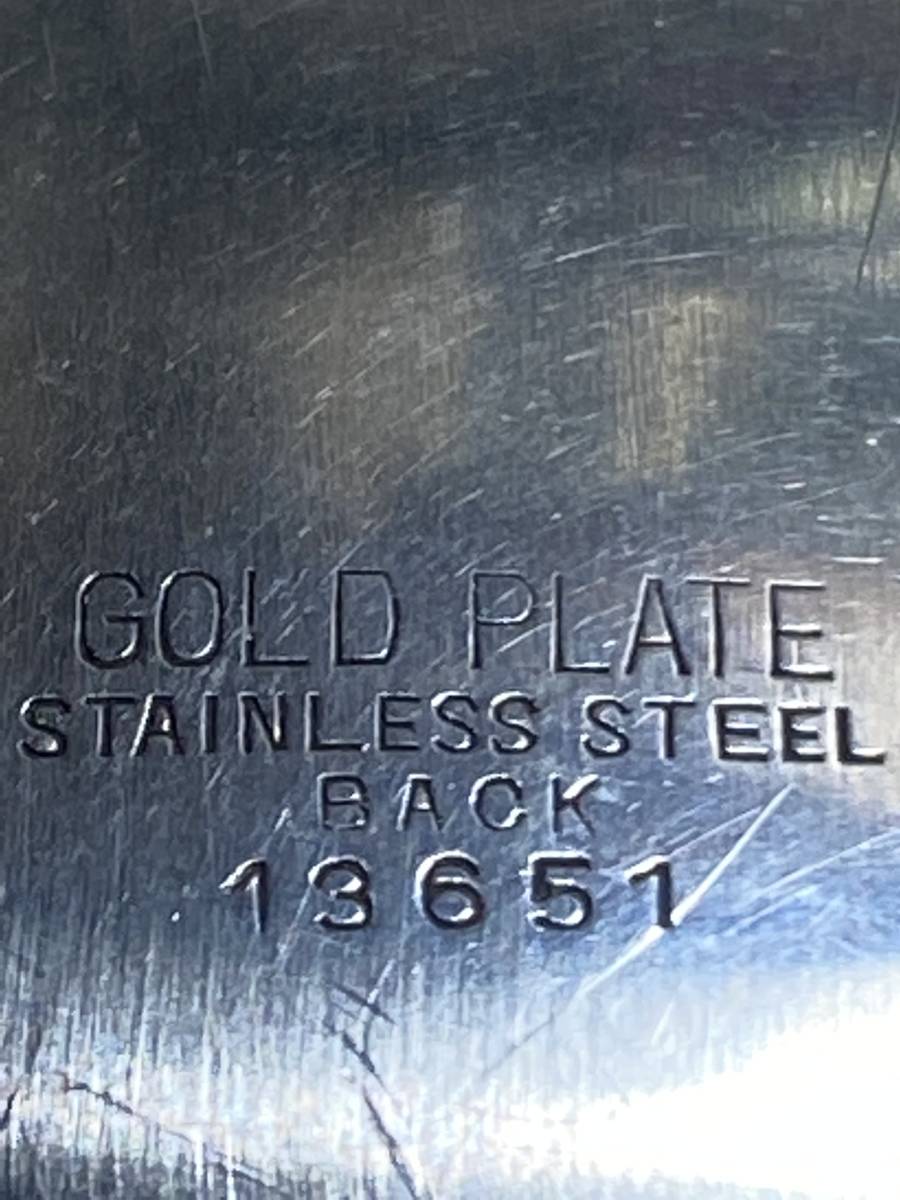 GOLD PLATE
STAINLESS STEEL
BACK
13651